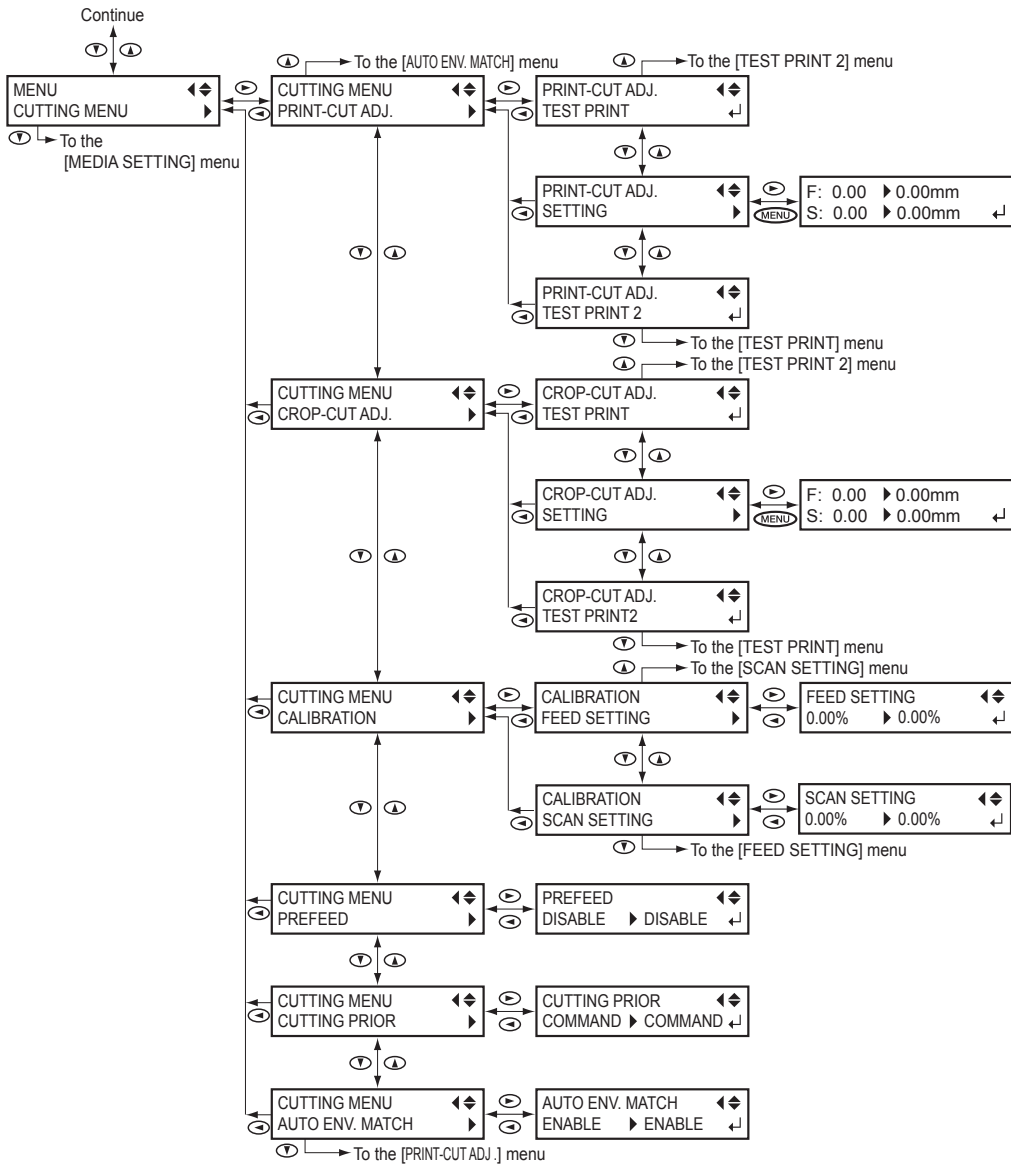 Continue
MENU
CUTTING MENU
To the
[MEDIA SETTING] menu
To the [AUTO ENV. MATCH] menu
CUTTING MENU
PRINT-CUT ADJ.
To the [TEST PRINT 2] menu
PRINT-CUT ADJ.
TEST PRINT
PRINT-CUT ADJ.
SETTING
MENU
F: 0.00 0.00mm
S: 0.00 0.00mm
PRINT-CUT ADJ.
TEST PRINT 2
To the [TEST PRINT] menu
To the [TEST PRINT 2] menu
CUTTING MENU
CROP-CUT ADJ.
CROP-CUT ADJ.
TEST PRINT
CROP-CUT ADJ.
SETTING
MENU
F: 0.00 0.00mm
S: 0.00 0.00mm
CROP-CUT ADJ.
TEST PRINT2
To the [TEST PRINT] menu
To the [SCAN SETTING] menu
CUTTING MENU
CALIBRATION
CALIBRATION
FEED SETTING
FEED SETTING
0.00% 0.00%
CALIBRATION
SCAN SETTING
SCAN SETTING
0.00% 0.00%
To the [FEED SETTING] menu
CUTTING MENU
PREFEED
PREFEED
DISABLE DISABLE
CUTTING MENU
CUTTING PRIOR
CUTTING PRIOR
COMMAND COMMAND
CUTTING MENU
AUTO ENV. MATCH
AUTO ENV. MATCH
ENABLE ENABLE
To the [PRINT-CUT ADJ.] menu